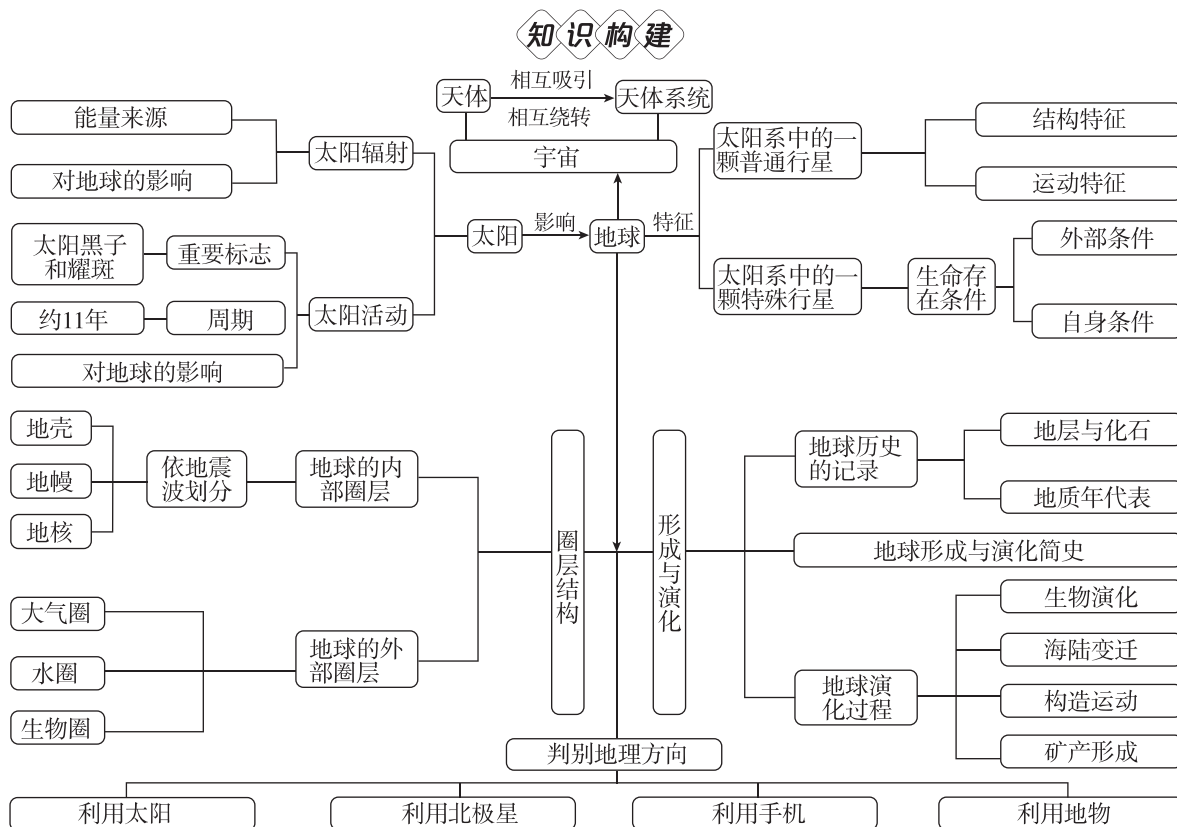 知识构建
天体
相互吸引
相互绕转
天体系统
宇宙
能量来源
对地球的影响
太阳辐射
太阳黑子
和耀斑
重要标志
约11年
周期
对地球的影响
太阳活动
太阳
影响
地球
特征
太阳系中的一
颗普通行星
结构特征
运动特征
太阳系中的一
颗特殊行星
生命存
在条件
外部条件
自身条件
地壳
地幔
地核
依地震
波划分
地球的内
部圈层
大气圈
水圈
生物圈
地球的外
部圈层
圈层结构
形成与演化
地球历史
的记录
地层与化石
地质年代表
地球形成与演化简史
地球演
化过程
生物演化
海陆变迁
构造运动
矿产形成
判别地理方向
利用太阳
利用北极星
利用手机
利用地物